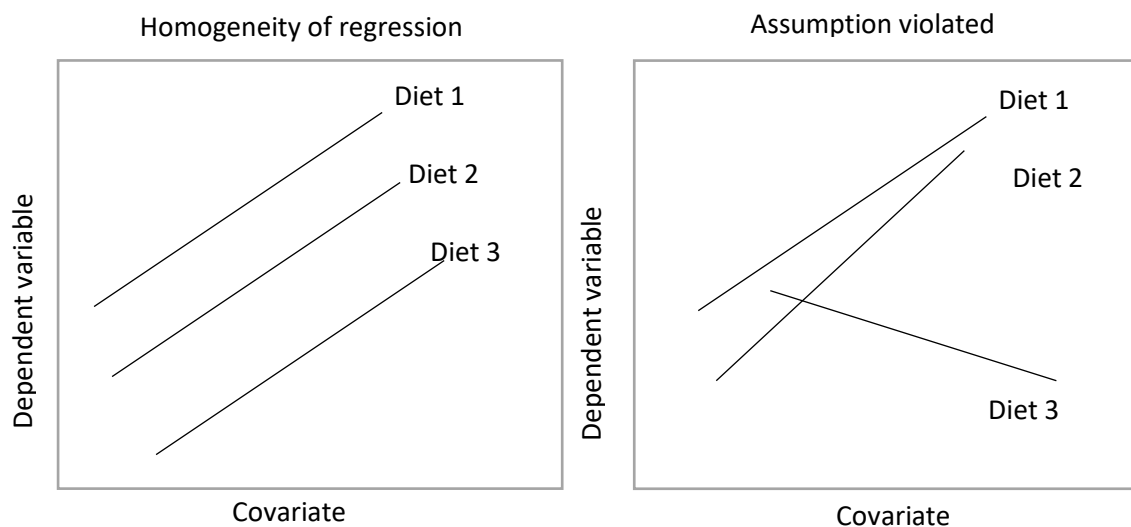 Homogeneity of regression
Dependent variable
Diet 1
Diet 2
Diet 3
Covariate
Assumption violated
Dependent variable
Diet 1
Diet 2
Diet 3
Covariate